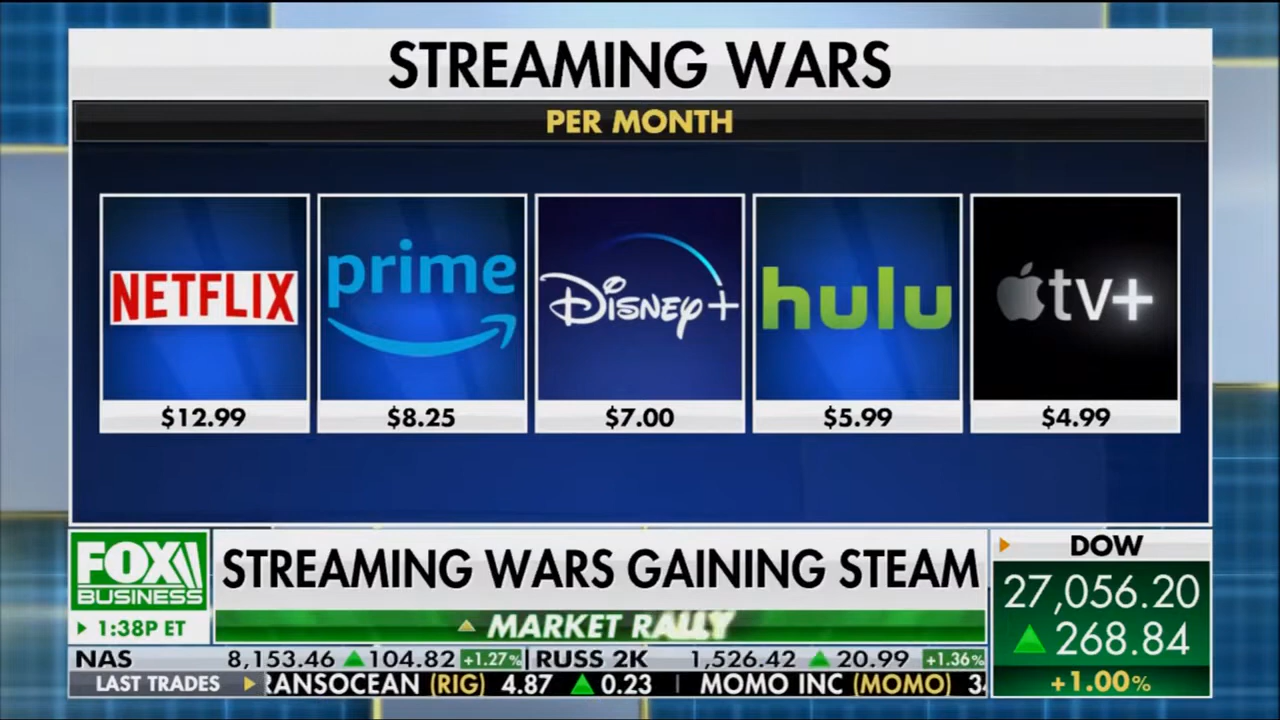 STREAMING WARS
PER MONTH
NETFLIX
prime
Disney+
hulu
tv+
$12.99
$8.25
$7.00
$5.99
$4.99
FOX
BUSINESS
1:38P ET
STREAMING WARS GAINING STEAM
MARKET RALLY
DOW
27,056.20
268.84
+1.00%
NAS 8,153.46 104.82 +1.27% RUSS 2K 1,526.42 20.99 +1.36%
LAST TRADES RANSOCEAN (RIG) 4.87 0.23 | MOMO INC (MOMO)